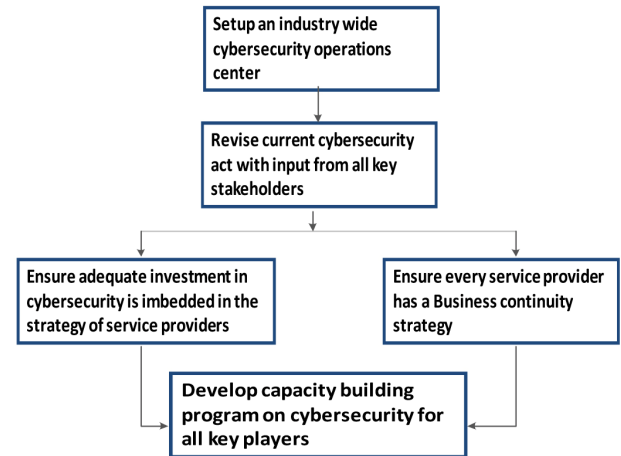 Setup an industry wide
cybersecurity operations
center
Revise current cybersecurity
act with input from all key
stakeholders
Ensure adequate investment in
cybersecurity is imbedded in the
strategy of service providers
Ensure every service provider
has a Business continuity
strategy
Develop capacity building
program on cybersecurity for
all key players